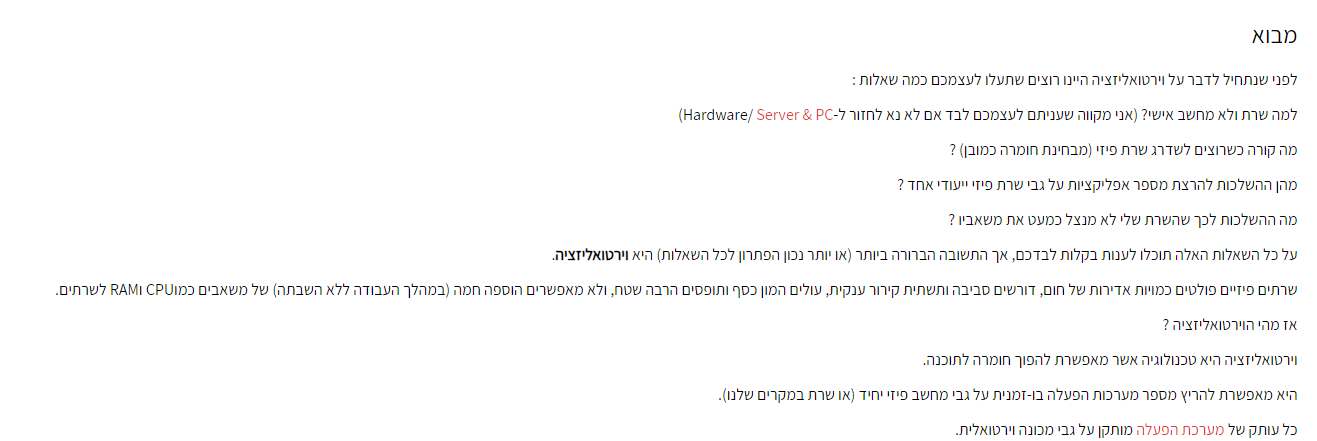 מבוא
לפני שנתחיל לדבר על וירטואליזציה היינו רוצים שתעלו לעצמכם כמה שאלות :
למה שרת ולא מחשב אישי? (אני מקווה שעניתם לעצמכם לבד אם לא נא לחזור ל-Hardware/ Server & PC)
מה קורה כשרוצים לשדרג שרת פיזי (מבחינת חומרה כמובן) ?
מהן ההשלכות להרצת מספר אפליקציות על גבי שרת פיזי ייעודי אחד ?
מה ההשלכות לכך שהשרת שלי לא מנצל כמעט את משאביו ?
על כל השאלות האלה תוכלו לענות בקלות לבדכם, אך התשובה הברורה ביותר (או יותר נכון הפתרון לכל השאלות) היא וירטואליזציה.
שרתים פיזיים פולטים כמויות אדירות של חום, דורשים סביבה ותשתית קירור ענקית, עולים המון כסף ותופסים הרבה שטח, ולא מאפשרים הוספה חמה (במהלך העבודה ללא השבתה) של משאבים כמוCPU וRAM לשרתים.
אז מהי הוירטואליזציה ?
וירטואליזציה היא טכנולוגיה אשר מאפשרת להפוך חומרה לתוכנה.
היא מאפשרת להריץ מספר מערכות הפעלה בו-זמנית על גבי מחשב פיזי יחיד (או שרת במקרים שלנו).
כל עותק של מערכת הפעלה מותקן על גבי מכונה וירטואלית.